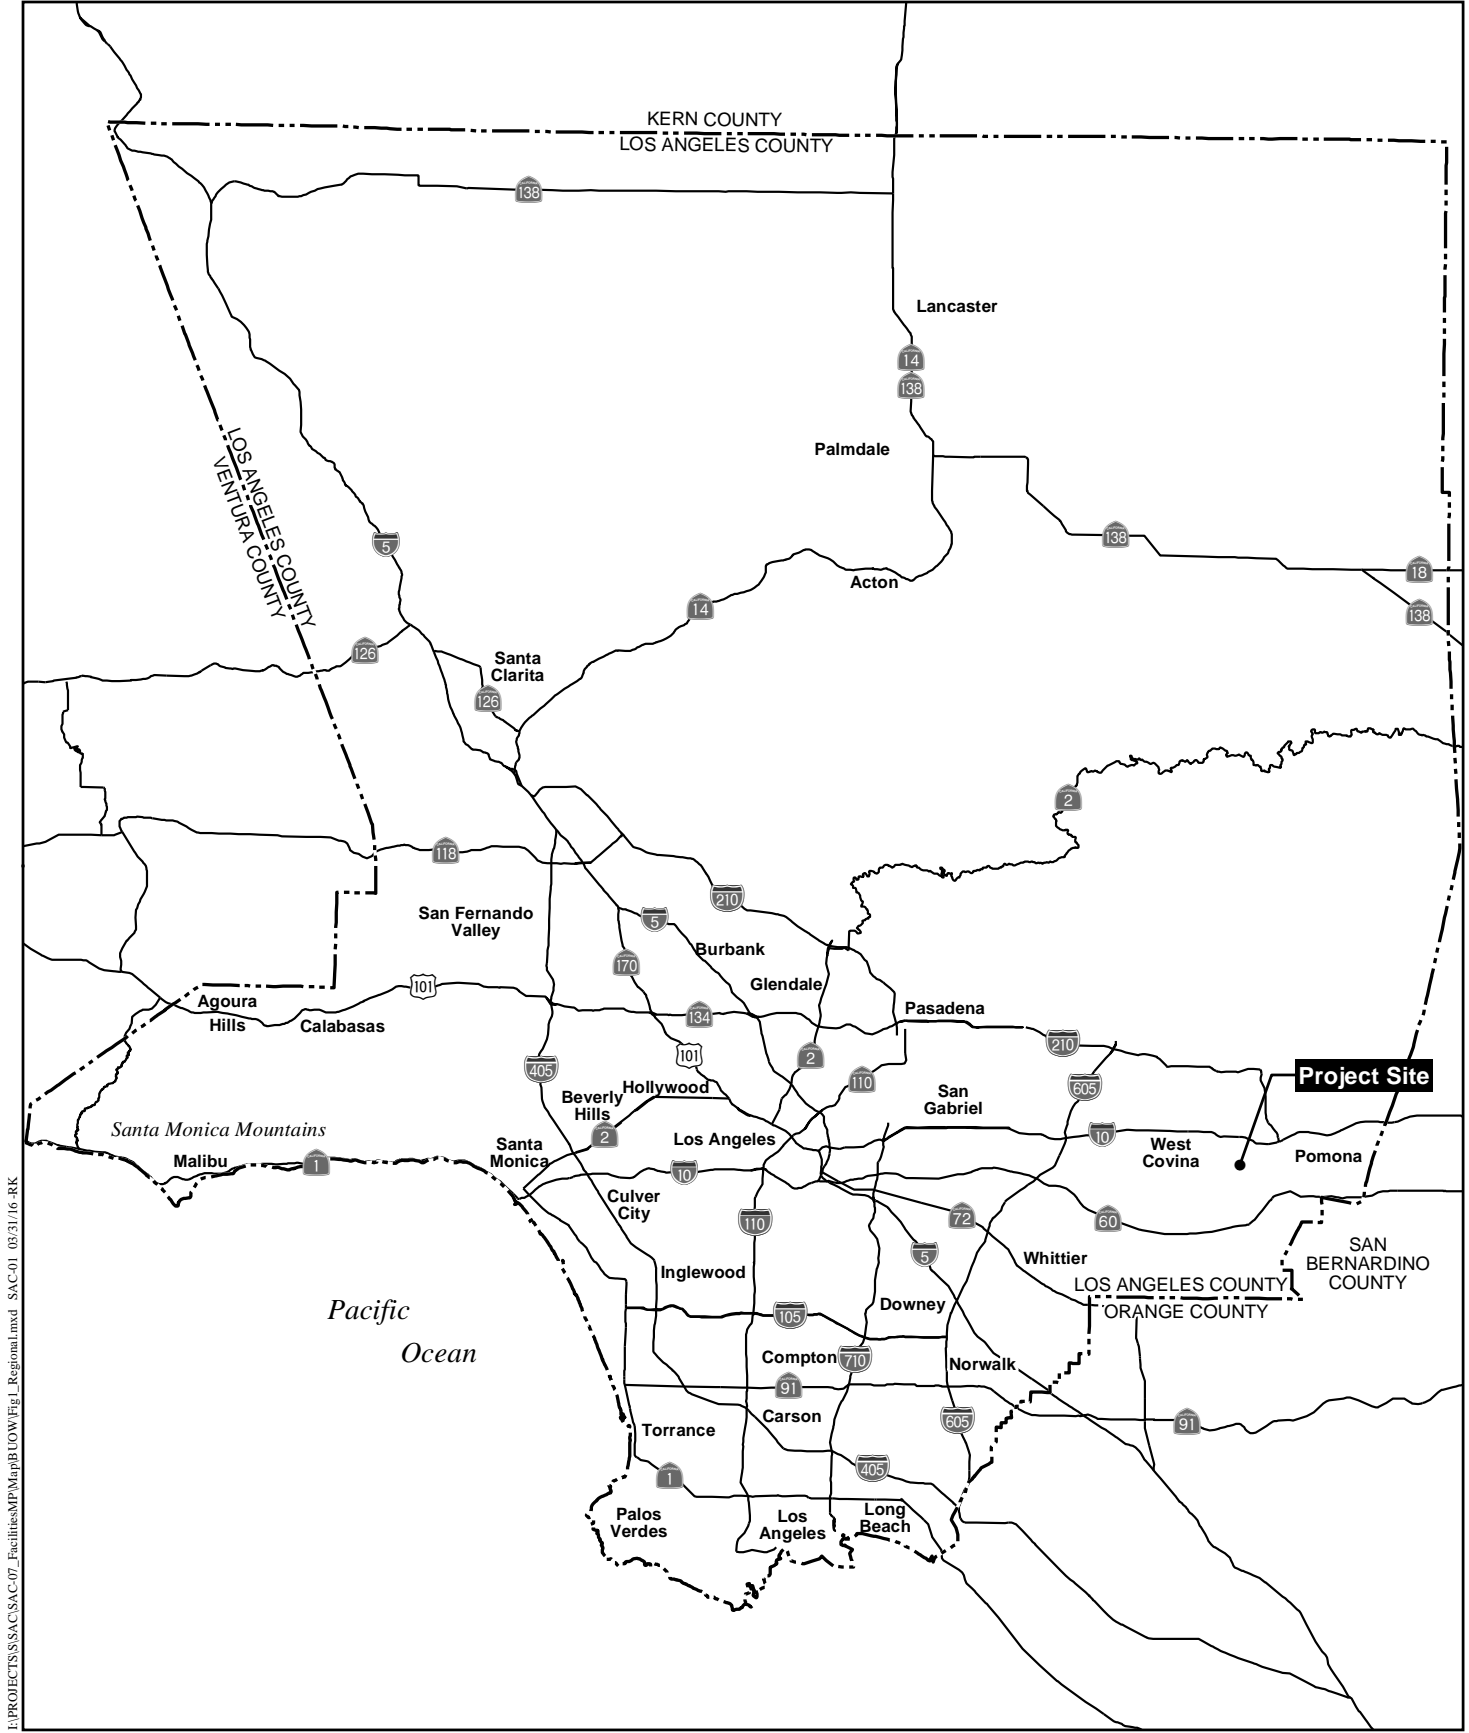 KERN COUNTY
LOS ANGELES COUNTY
138
Lancaster
14
138
Palmdale
LOS ANGELES COUNTY
VENTURA COUNTY
5
138
18
Acton
14
138
126
Santa
Clarita
126
2
118
210
San Fernando
Valley
5
Burbank
170
Glendale
101
Agoura
Hills
Calabasas
134
Pasadena
210
101
2
405
110
605
Project Site
Hollywood
Beverly
Hills
San
Gabriel
2
Santa Monica Mountains
Los Angeles
10
West
Covina
Pomona
Santa
Monica
Malibu
1
10
Culver
City
110
72
60
5
Whittier
SAN
BERNARDINO
COUNTY
Inglewood
LOS ANGELES COUNTY
ORANGE COUNTY
Pacific
Ocean
105
Downey
Compton
710
Norwalk
91
Carson
605
91
Torrance
405
1
Palos
Verdes
Los
Angeles
Long
Beach
I:\PROJECTS\S\SAC\SAC-07_FacilitiesMP\Map\BUOW\Fig1_Regional.mxd SAC-01 03/31/16 -RK